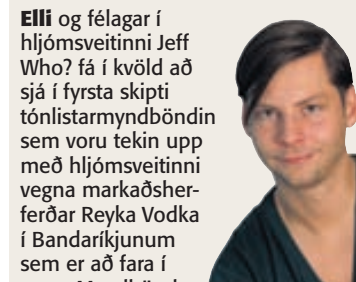 Elli og félagar í
hljómsveitinni Jeff
Who? fá í kvöld að
sjá í fyrsta skipti
tónlistarmyndböndin
sem voru tekin upp
með hljómsveitinni
vegna markaðsher-
ferðar Reyka Vodka
í Bandaríkjunum
sem er að fara í